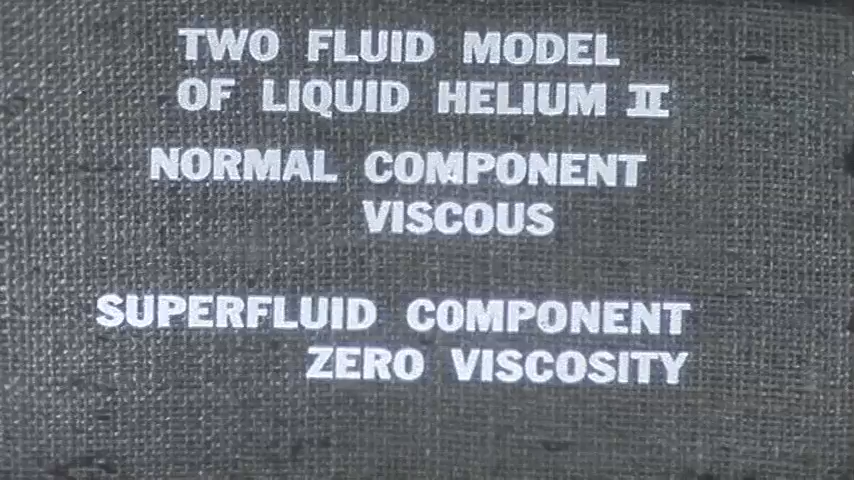 TWO FLUID MODEL
OF LIQUID HELIUM II
NORMAL COMPONENT
VISCOUS
SUPERFLUID COMPONENT
ZERO VISCOSITY